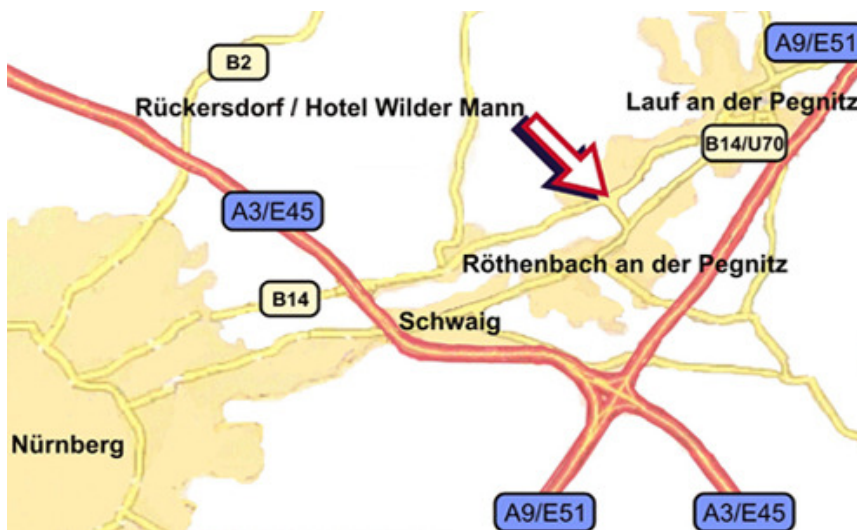 A9/E51
B2
Rückersdorf / Hotel Wilder Mann
Lauf an der Pegnitz
B14/U70
A3/E45
Röthenbach an der Pegnitz
B14
Schwaig
Nürnberg
A9/E51
A3/E45